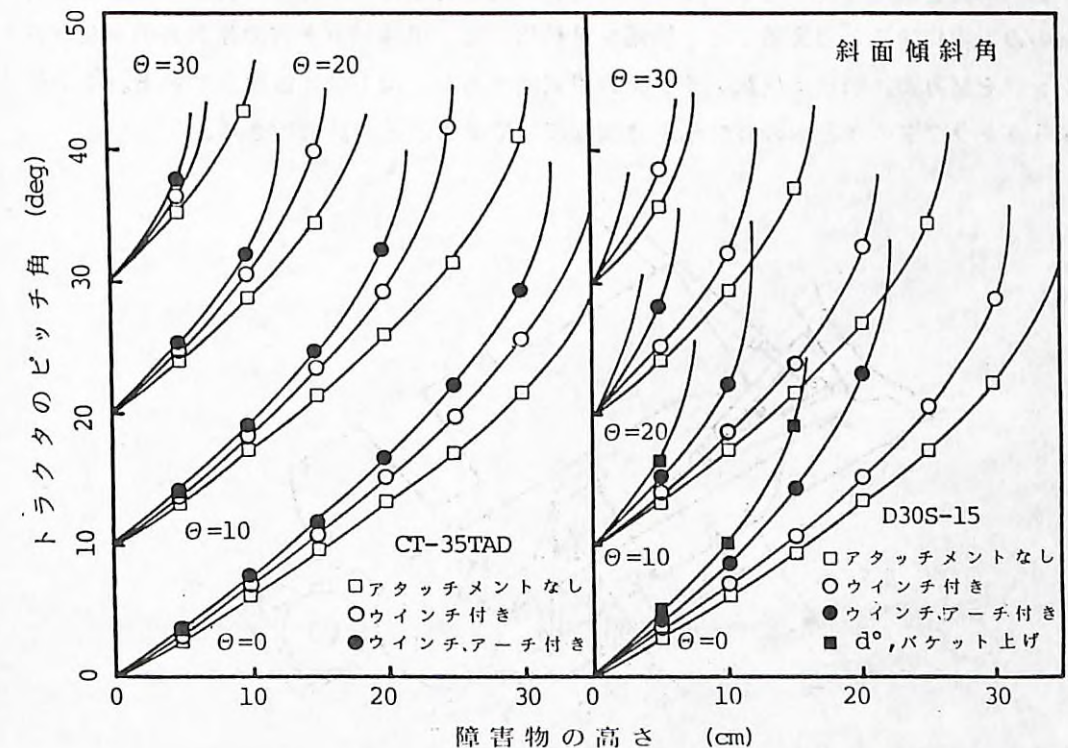 50
40
30
20
10
0
トラクタのピッチ角 (deg)
Θ=30
Θ=20
Θ=10
Θ=0
CT-35TAD
□アタッチメントなし
○ウインチ付き
●ウインチ、アーチ付き
0
10
20
30
斜面傾斜角
Θ=30
Θ=20
Θ=10
Θ=0
D30S-15
□アタッチメントなし
○ウインチ付き
●ウインチ、アーチ付き
■do,バケット上げ
0
10
20
30
障害物の高さ (cm)